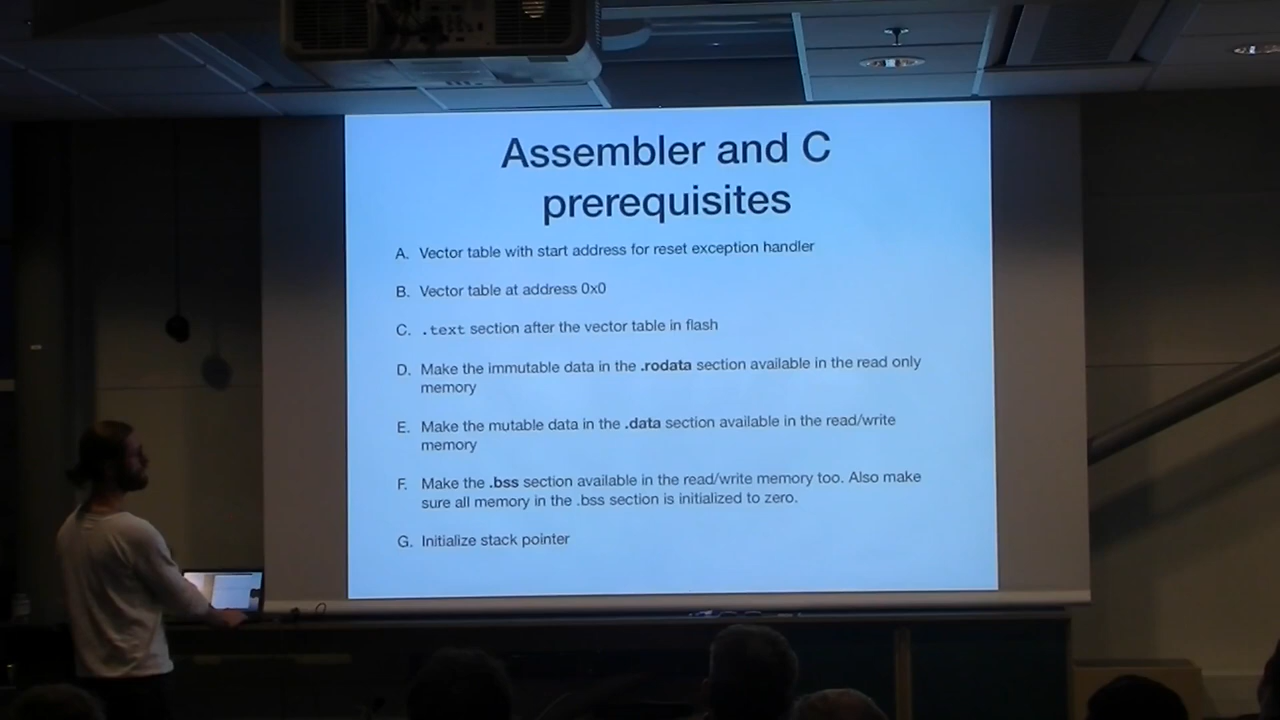 Assembler and C
prerequisites
A. Vector table with start address for reset exception handler
B. Vector table at address 0x0
C. .text section after the vector table in flash
D. Make the immutable data in the .rodata section available in the read only
memory
E. Make the mutable data in the .data section available in the read/write
memory
F. Make the .bss section available in the read/write memory too. Also make
sure all memory in the .bss section is initialized to zero.
G. Initialize stack pointer